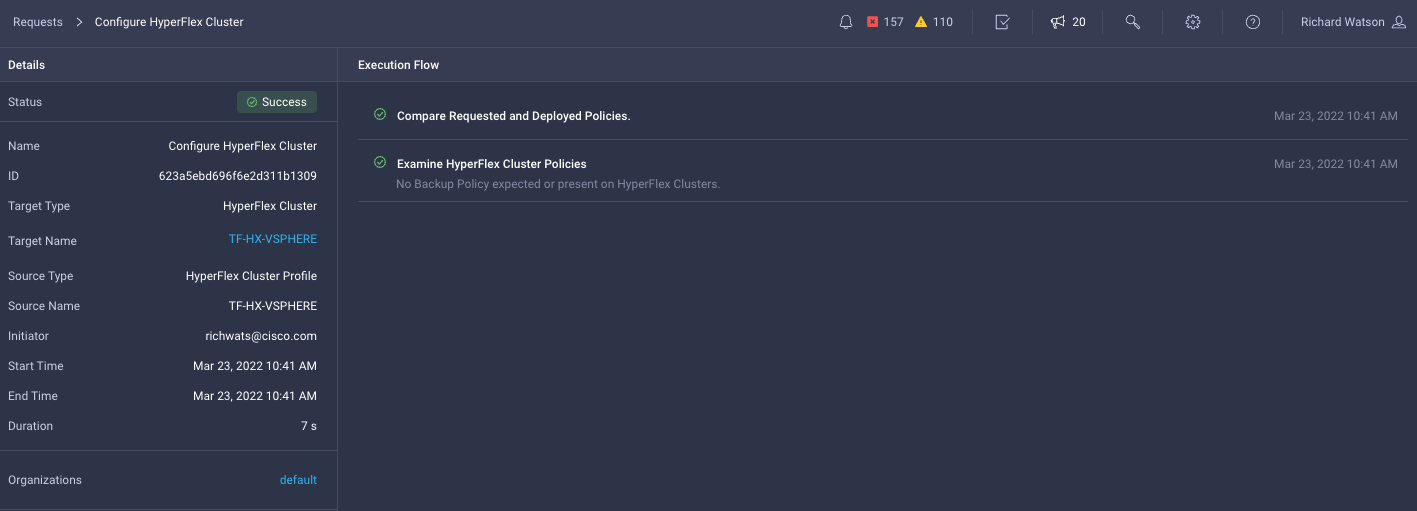 Requests > Configure HyperFlex Cluster
157 110 20 Richard Watson
Details
Status Success
Name Configure HyperFlex Cluster
ID 623a5ebd696f6e2d311b1309
Target Type HyperFlex Cluster
Target Name TF-HX-VSPHERE
Source Type HyperFlex Cluster Profile
Source Name TF-HX-VSPHERE
Initiator richwats@cisco.com
Start Time Mar 23, 2022 10:41 AM
End Time Mar 23, 2022 10:41 AM
Duration 7 s
Organizations default
Execution Flow
Compare Requested and Deployed Policies. Mar 23, 2022 10:41 AM
Examine HyperFlex Cluster Policies Mar 23, 2022 10:41 AM
No Backup Policy expected or present on HyperFlex Clusters.